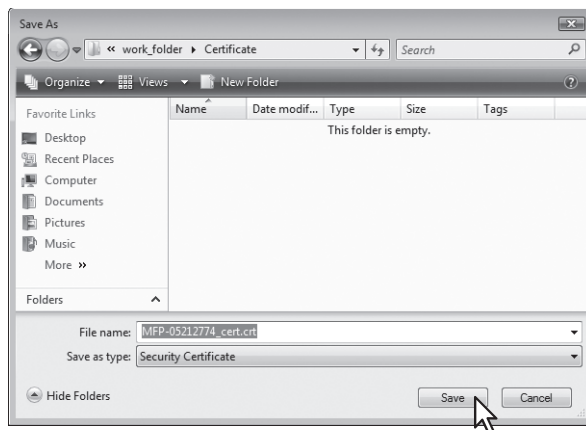 Save As
« work_folder ▸ Certificate
Search
Organize Views New Folder
Favorite Links
Desktop
Recent Places
Computer
Documents
Pictures
Music
More »
Folders
Name Date modif... Type Size Tags
This folder is empty.
File name: MFP-05212774_cert.crt
Save as type: Security Certificate
Hide Folders
Save Cancel